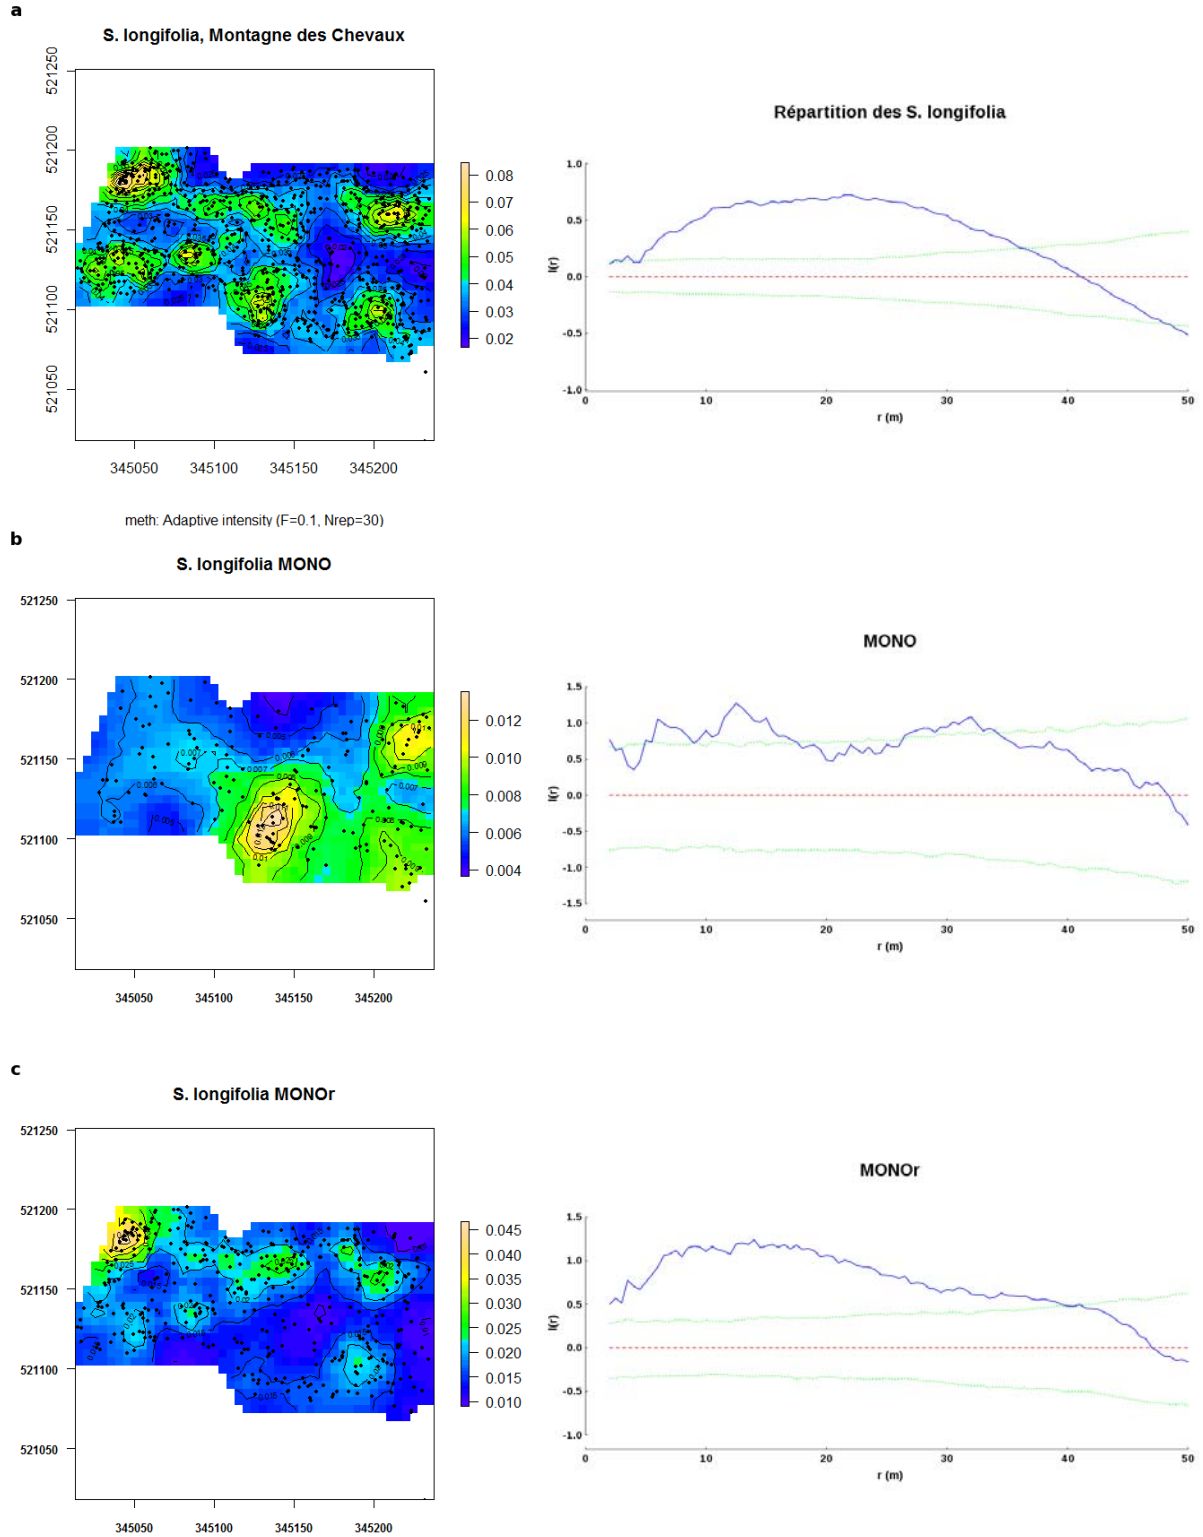 a
S. longifolia, Montagne des Chevaux
521250
521200
521150
521100
521050
345050 345100 345150 345200
0.08
0.07
0.06
0.05
0.04
0.03
0.02
meth: Adaptive intensity (F=0.1, Nrep=30)
Répartition des S. longifolia
1.0
0.5
0.0
-0.5
-1.0
l(r)
0 10 20 30 40 50
r (m)
b
S. longifolia MONO
521250
521200
521150
521100
521050
345050 345100 345150 345200
0.012
0.010
0.008
0.006
0.004
MONO
1.5
1.0
0.5
0.0
-0.5
-1.0
-1.5
l(r)
0 10 20 30 40 50
r (m)
c
S. longifolia MONOr
521250
521200
521150
521100
521050
345050 345100 345150 345200
0.045
0.040
0.035
0.030
0.025
0.020
0.015
0.010
MONOr
1.5
1.0
0.5
0.0
-0.5
-1.0
l(r)
0 10 20 30 40 50
r (m)